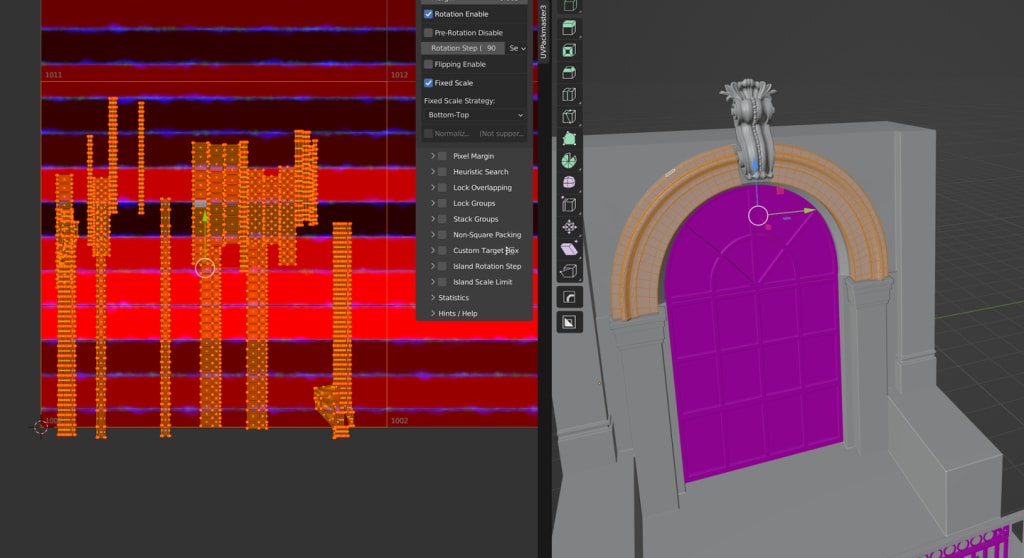 Rotation Enable
Pre-Rotation Disable
Rotation Step ( 90 Se
Flipping Enable
Fixed Scale
Fixed Scale Strategy:
Bottom-Top
Normaliz... (Not suppor...
Pixel Margin
Heuristic Search
Lock Overlapping
Lock Groups
Stack Groups
Non-Square Packing
Custom Target Box
Island Rotation Step
Island Scale Limit
Statistics
Hints / Help
UVPackmaster3
1011
1012
1002